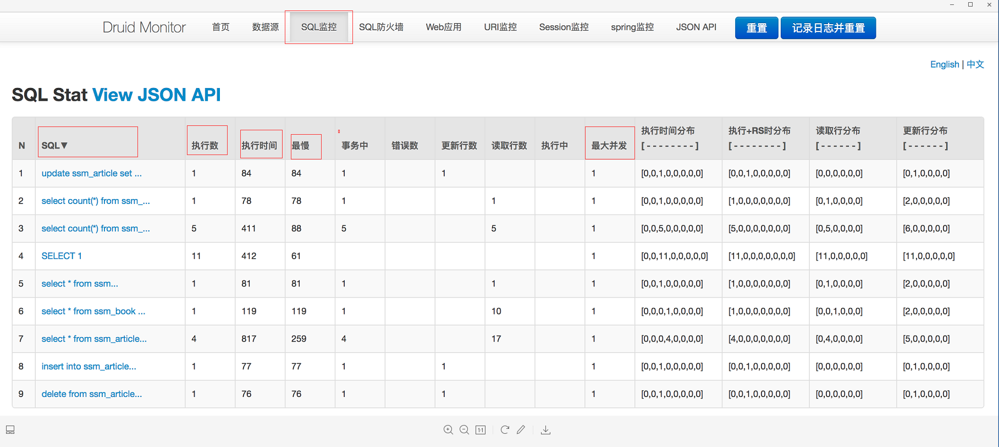 Druid Monitor 首页 数据源 SQL监控 SQL防火墙 Web应用 URI监控 Session监控 spring监控 JSON API 重置 记录日志并重置
English | 中文
SQL Stat View JSON API
N SQL▼ 执行数 执行时间 最慢 事务中 错误数 更新行数 读取行数 执行中 最大并发 执行时间分布 [ - - - - - - - - ] 执行+RS时分布 [ - - - - - - - - ] 读取行分布 [ - - - - - - ] 更新行分布 [ - - - - - - ]
1 update ssm_article set ... 1 84 84 1 1 1 [0,0,1,0,0,0,0,0] [0,0,1,0,0,0,0,0] [0,0,0,0,0,0] [0,1,0,0,0,0]
2 select count(*) from ssm_... 1 78 78 1 1 1 [0,0,1,0,0,0,0,0] [1,0,0,0,0,0,0,0] [0,1,0,0,0,0] [2,0,0,0,0,0]
3 select count(*) from ssm_... 5 411 88 5 5 1 [0,0,5,0,0,0,0,0] [5,0,0,0,0,0,0,0] [0,5,0,0,0,0] [6,0,0,0,0,0]
4 SELECT 1 11 412 61 1 [0,0,11,0,0,0,0,0] [11,0,0,0,0,0,0,0] [11,0,0,0,0,0] [11,0,0,0,0,0]
5 select * from ssm... 1 81 81 1 1 1 [0,0,1,0,0,0,0,0] [1,0,0,0,0,0,0,0] [0,1,0,0,0,0] [2,0,0,0,0,0]
6 select * from ssm_book ... 1 119 119 1 10 1 [0,0,0,1,0,0,0,0] [1,0,0,0,0,0,0,0] [0,0,1,0,0,0] [2,0,0,0,0,0]
7 select * from ssm_article... 4 817 259 4 17 1 [0,0,0,4,0,0,0,0] [4,0,0,0,0,0,0,0] [0,4,0,0,0,0] [5,0,0,0,0,0]
8 insert into ssm_article... 1 77 77 1 1 1 [0,0,1,0,0,0,0,0] [0,0,1,0,0,0,0,0] [0,0,0,0,0,0] [0,1,0,0,0,0]
9 delete from ssm_article... 1 76 76 1 1 1 [0,0,1,0,0,0,0,0] [0,0,1,0,0,0,0,0] [0,0,0,0,0,0] [0,1,0,0,0,0]
1:1